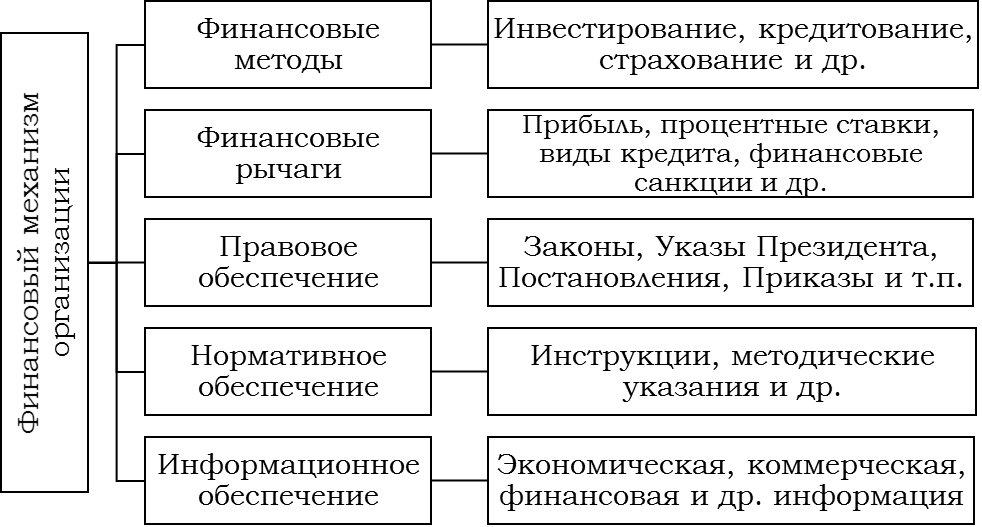 Финансовый механизм
организации
Финансовые
методы
Инвестирование, кредитование,
страхование и др.
Финансовые
рычаги
Прибыль, процентные ставки,
виды кредита, финансовые
санкции и др.
Правовое
обеспечение
Законы, Указы Президента,
Постановления, Приказы и т.п.
Нормативное
обеспечение
Инструкции, методические
указания и др.
Информационное
обеспечение
Экономическая, коммерческая,
финансовая и др. информация